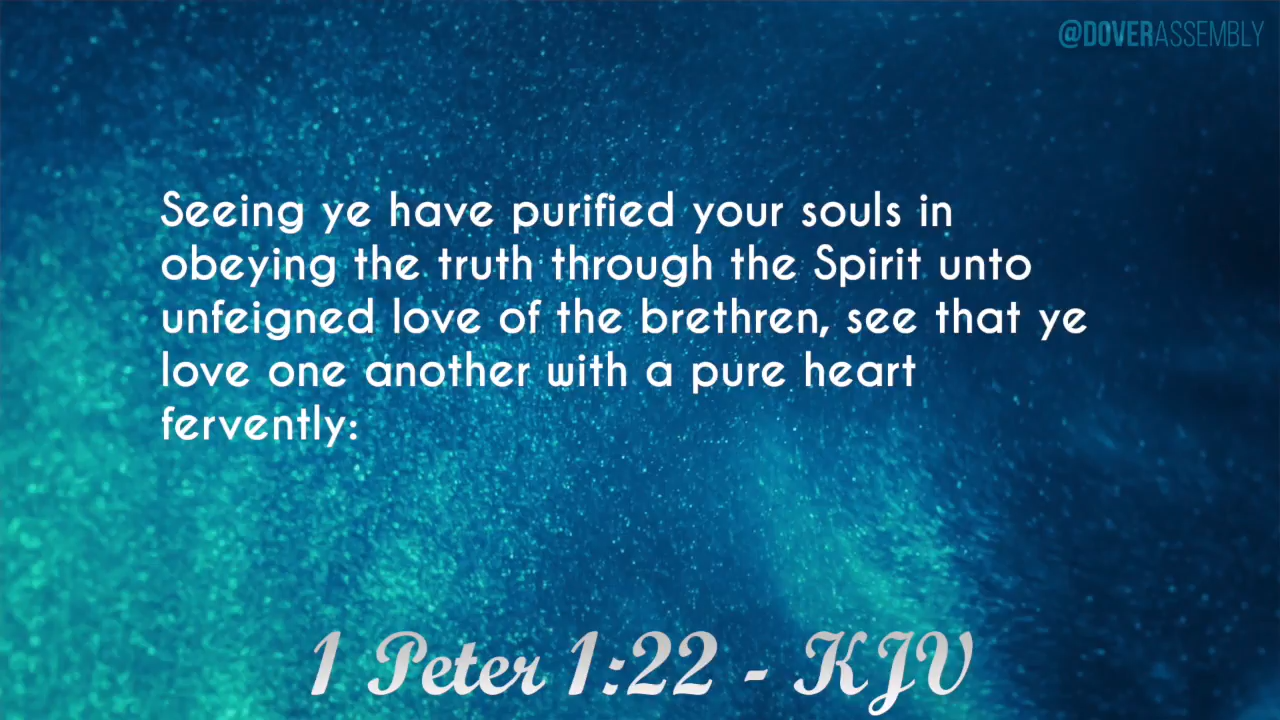 @DOVERASSEMBLY
Seeing ye have purified your souls in
obeying the truth through the Spirit unto
unfeigned love of the brethren, see that ye
love one another with a pure heart
fervently:
1 Peter 1:22 - KJV